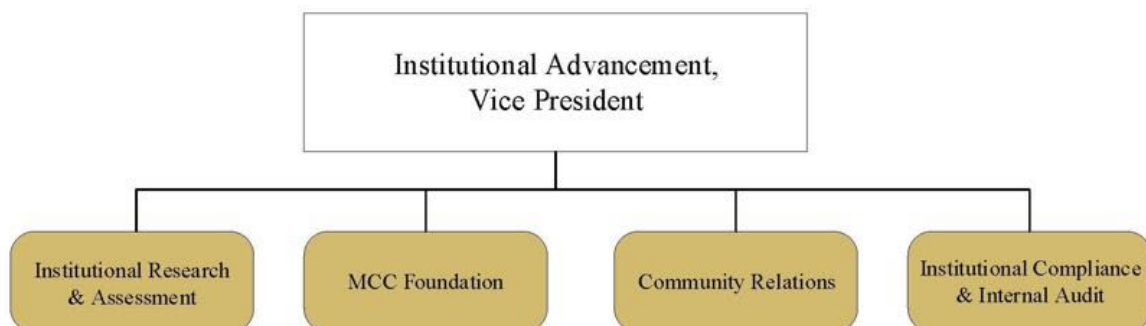 Institutional Advancement,
Vice President
Institutional Research
& Assessment
MCC Foundation
Community Relations
Institutional Compliance
& Internal Audit